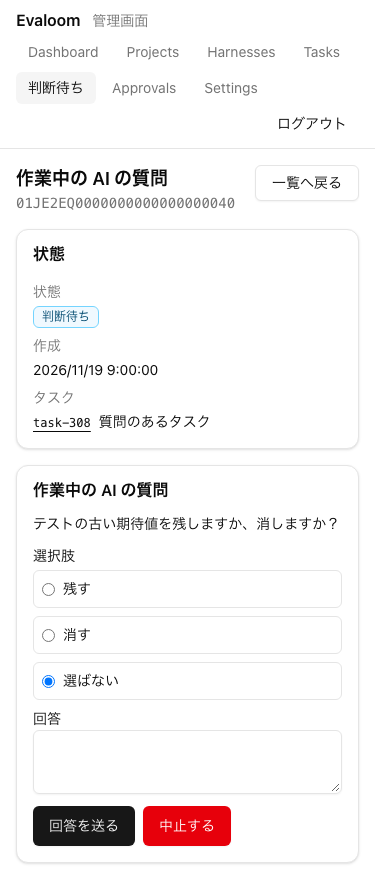 Evaloom 管理画面
Dashboard Projects Harnesses Tasks
判断待ち Approvals Settings
ログアウト
作業中の AI の質問
一覧へ戻る
01JE2EQ0000000000000000040
状態
状態
判断待ち
作成
2026/11/19 9:00:00
タスク
task-308 質問のあるタスク
作業中の AI の質問
テストの古い期待値を残しますか、消しますか？
選択肢
残す
消す
選ばない
回答
回答を送る 中止する